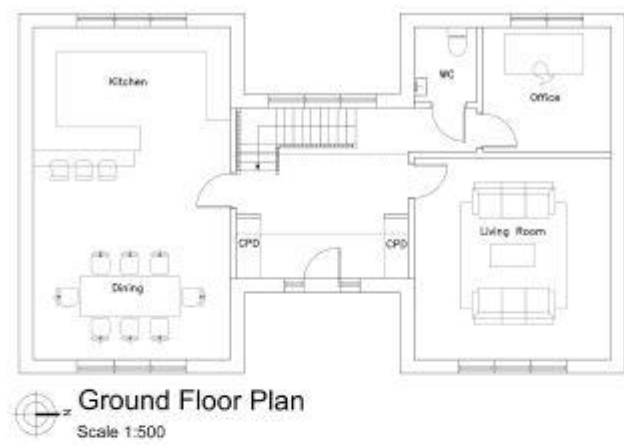 Kitchen
WC
Office
CPD
CPD
Living Room
Dining
N
Ground Floor Plan
Scale 1:500